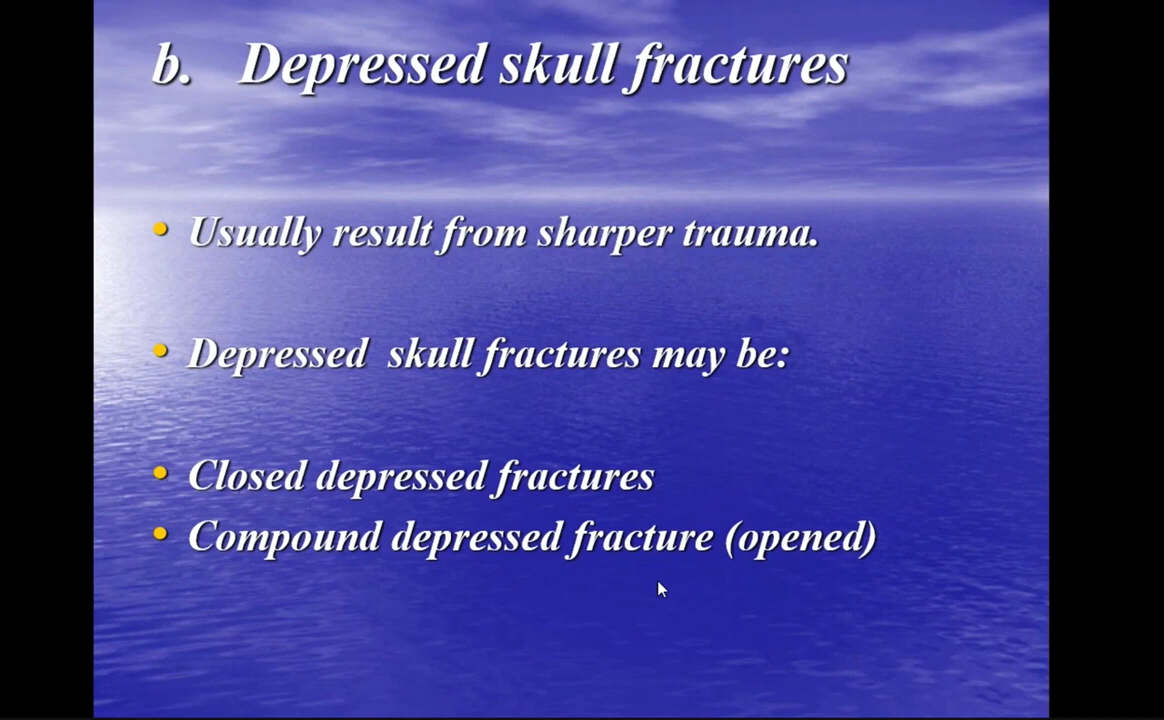 b. Depressed skull fractures
• Usually result from sharper trauma.
• Depressed skull fractures may be:
• Closed depressed fractures
• Compound depressed fracture (opened)